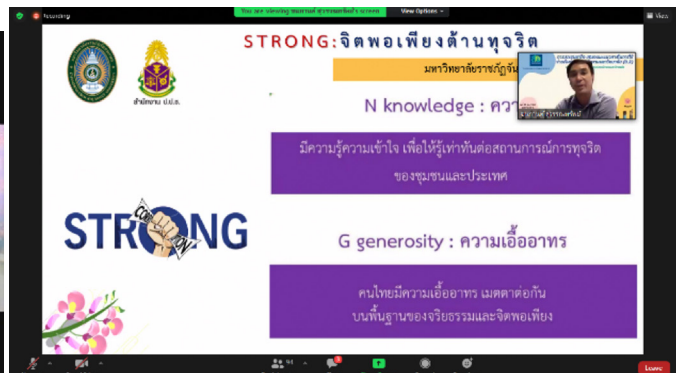 Recording
You are viewing
screen
View Options
View
STRONG:จิตพอเพียงต้านทุจริต
มหาวิทยาลัยราชภัฏจัน
สำนักงาน ป.ป.ช.
N knowledge : ควา
มีความรู้ความเข้าใจ เพื่อให้รู้เท่าทันต่อสถานการณ์การทุจริต
ของชุมชนและประเทศ
STRONG
G generosity : ความเอื้ออาทร
คนไทยมีความเอื้ออาทร เมตตาต่อกัน
บนพื้นฐานของจริยธรรมและจิตพอเพียง
Leave